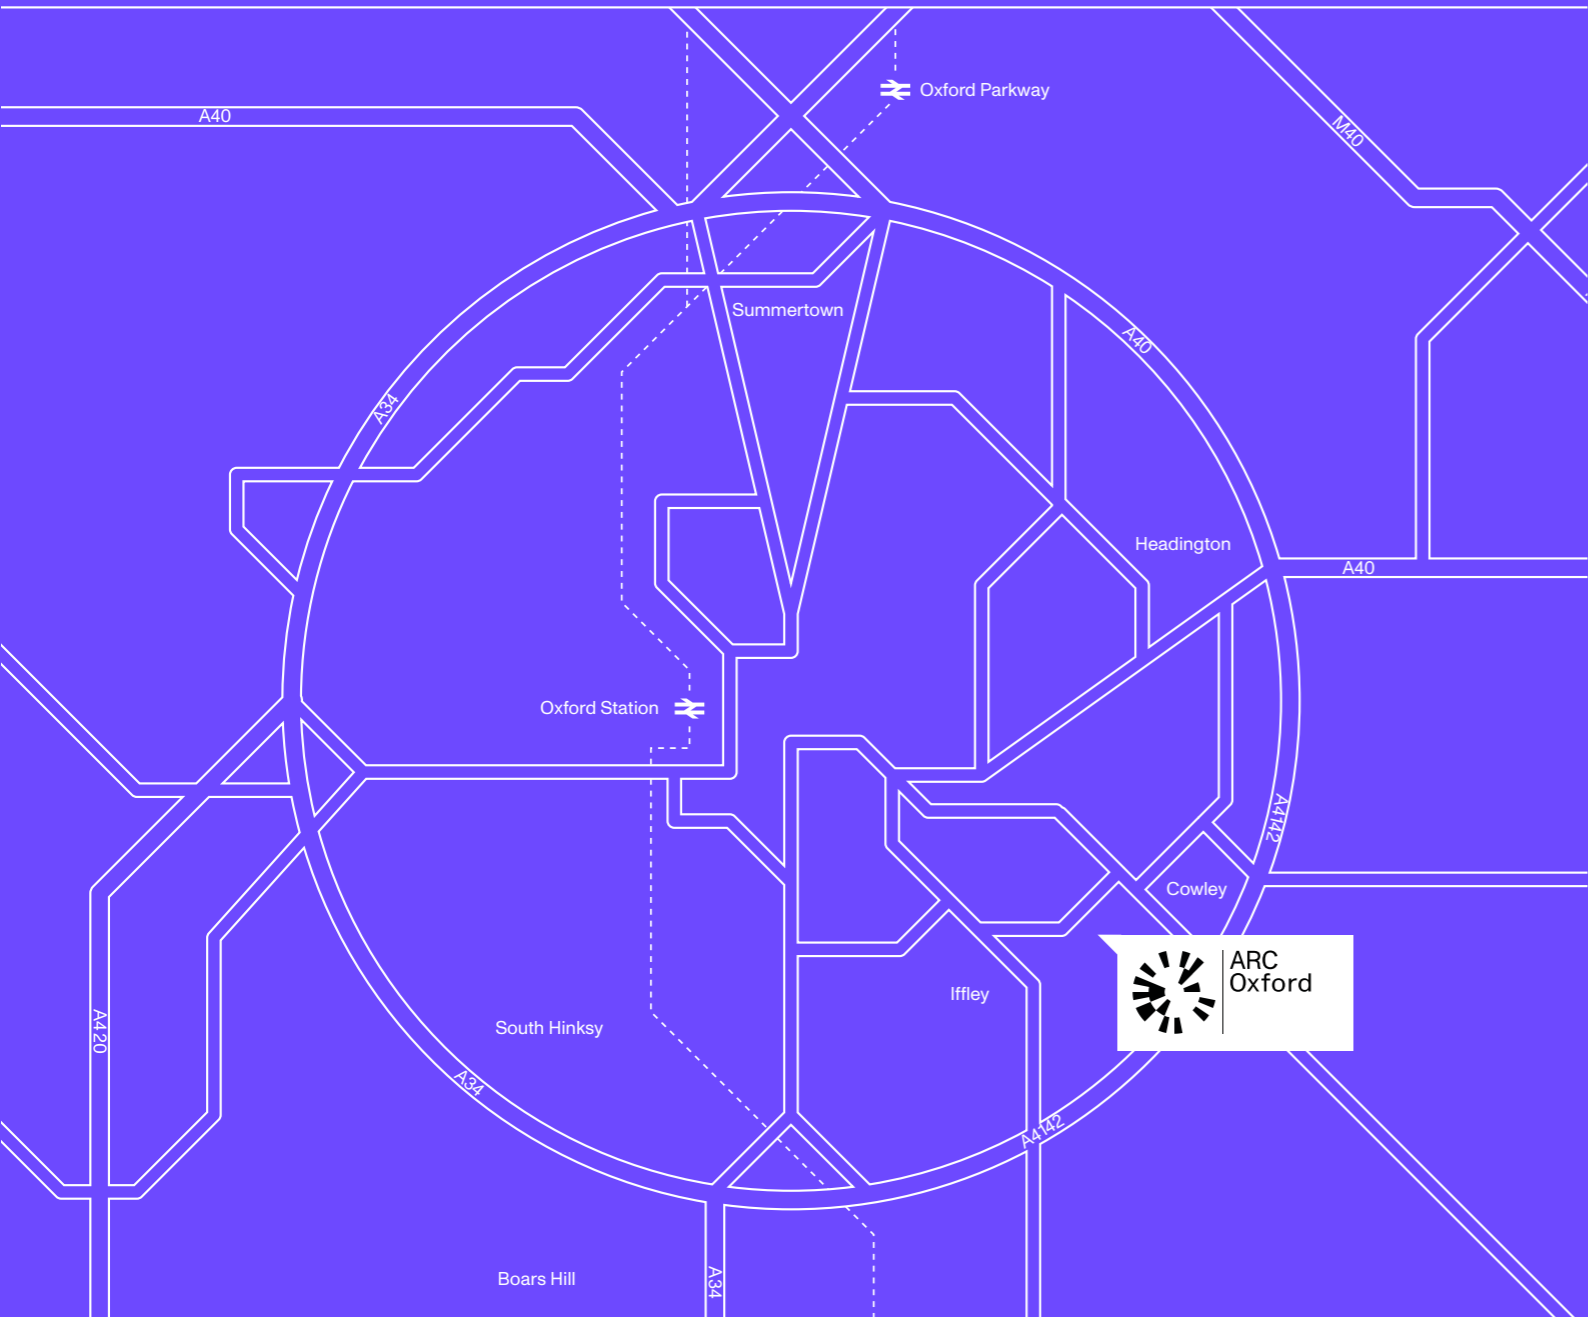 Oxford Parkway
A40
M40
Summertown
A40
A34
Headington
A40
Oxford Station
A4142
Cowley
ARC
Oxford
Iffley
A420
South Hinksy
A34
A4142
Boars Hill
A34